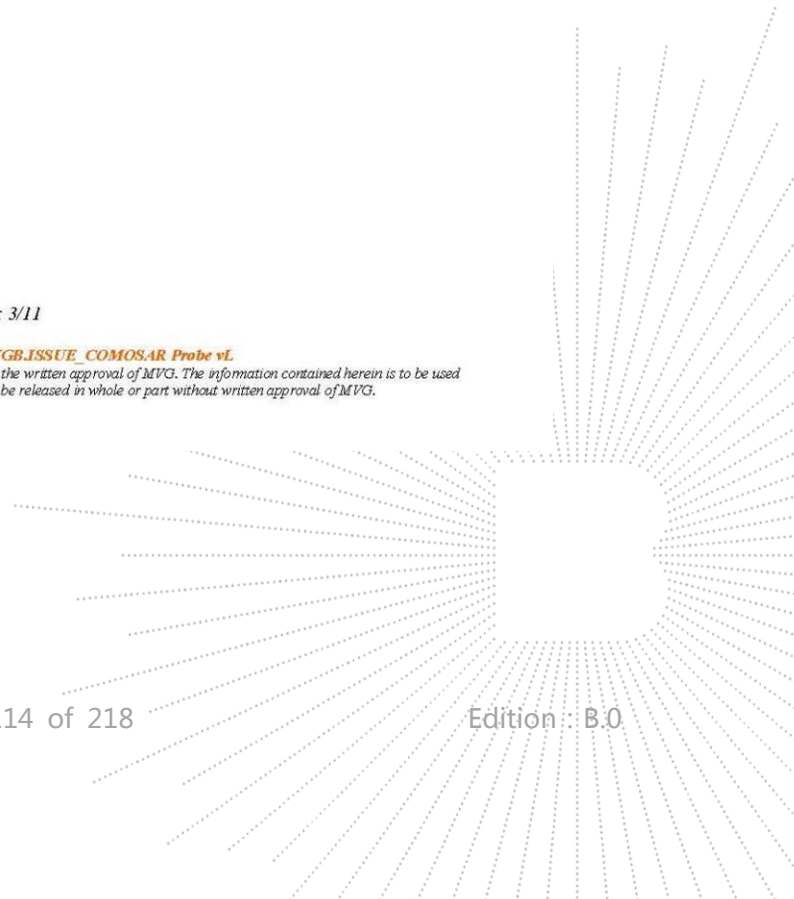 : 3/11
GB.ISSUE_COMOSAR Probe vL
the written approval of MVG. The information contained herein is to be used
be released in whole or part without written approval of MVG.
14 of 218 Edition : B.0